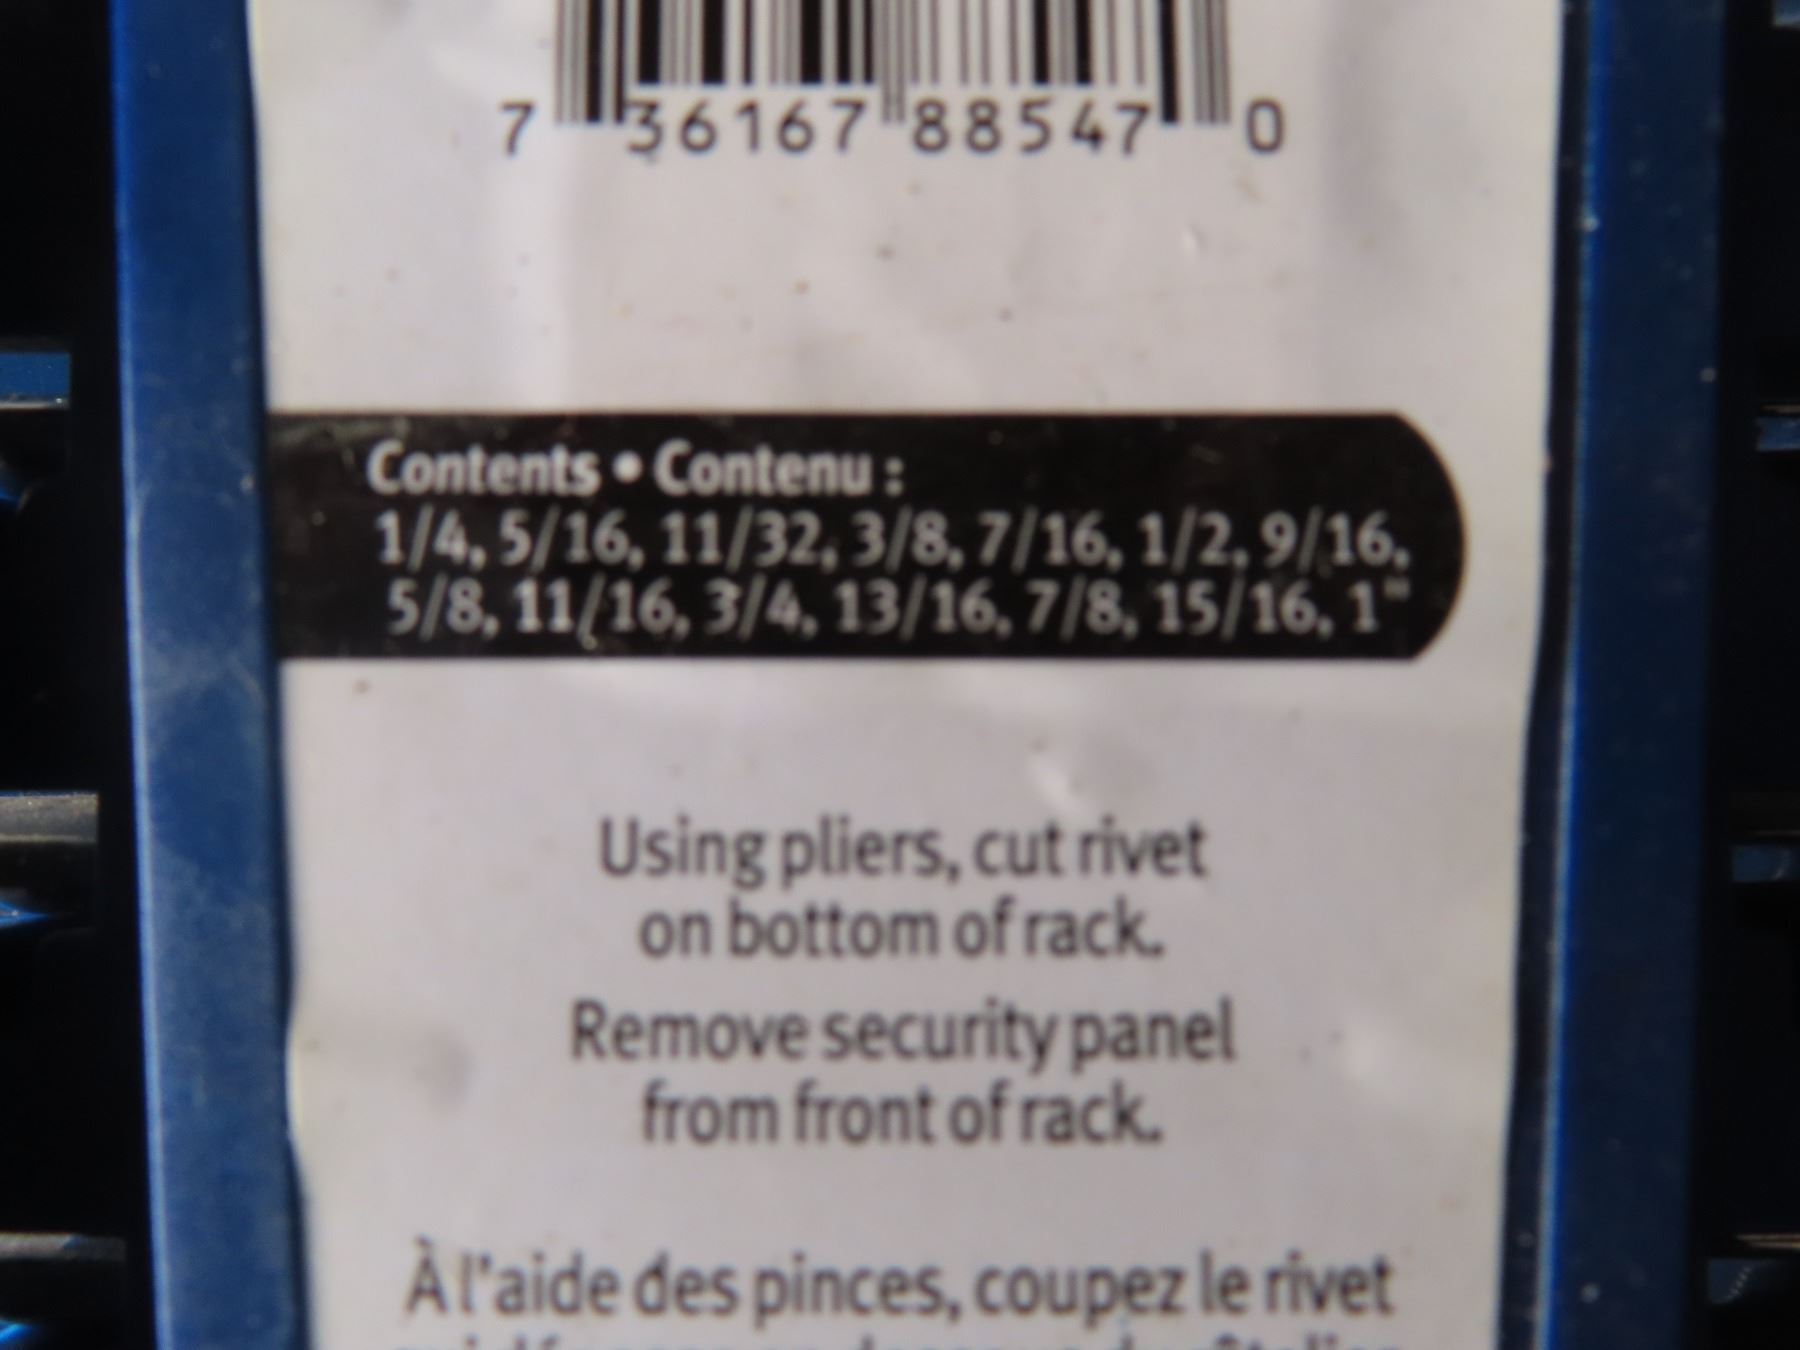 7 36167 88547 0
Contents • Contenu :
1/4, 5/16, 11/32, 3/8, 7/16, 1/2, 9/16,
5/8, 11/16, 3/4, 13/16, 7/8, 15/16, 1"
Using pliers, cut rivet
on bottom of rack.
Remove security panel
from front of rack.
À l'aide des pinces, coupez le rivet